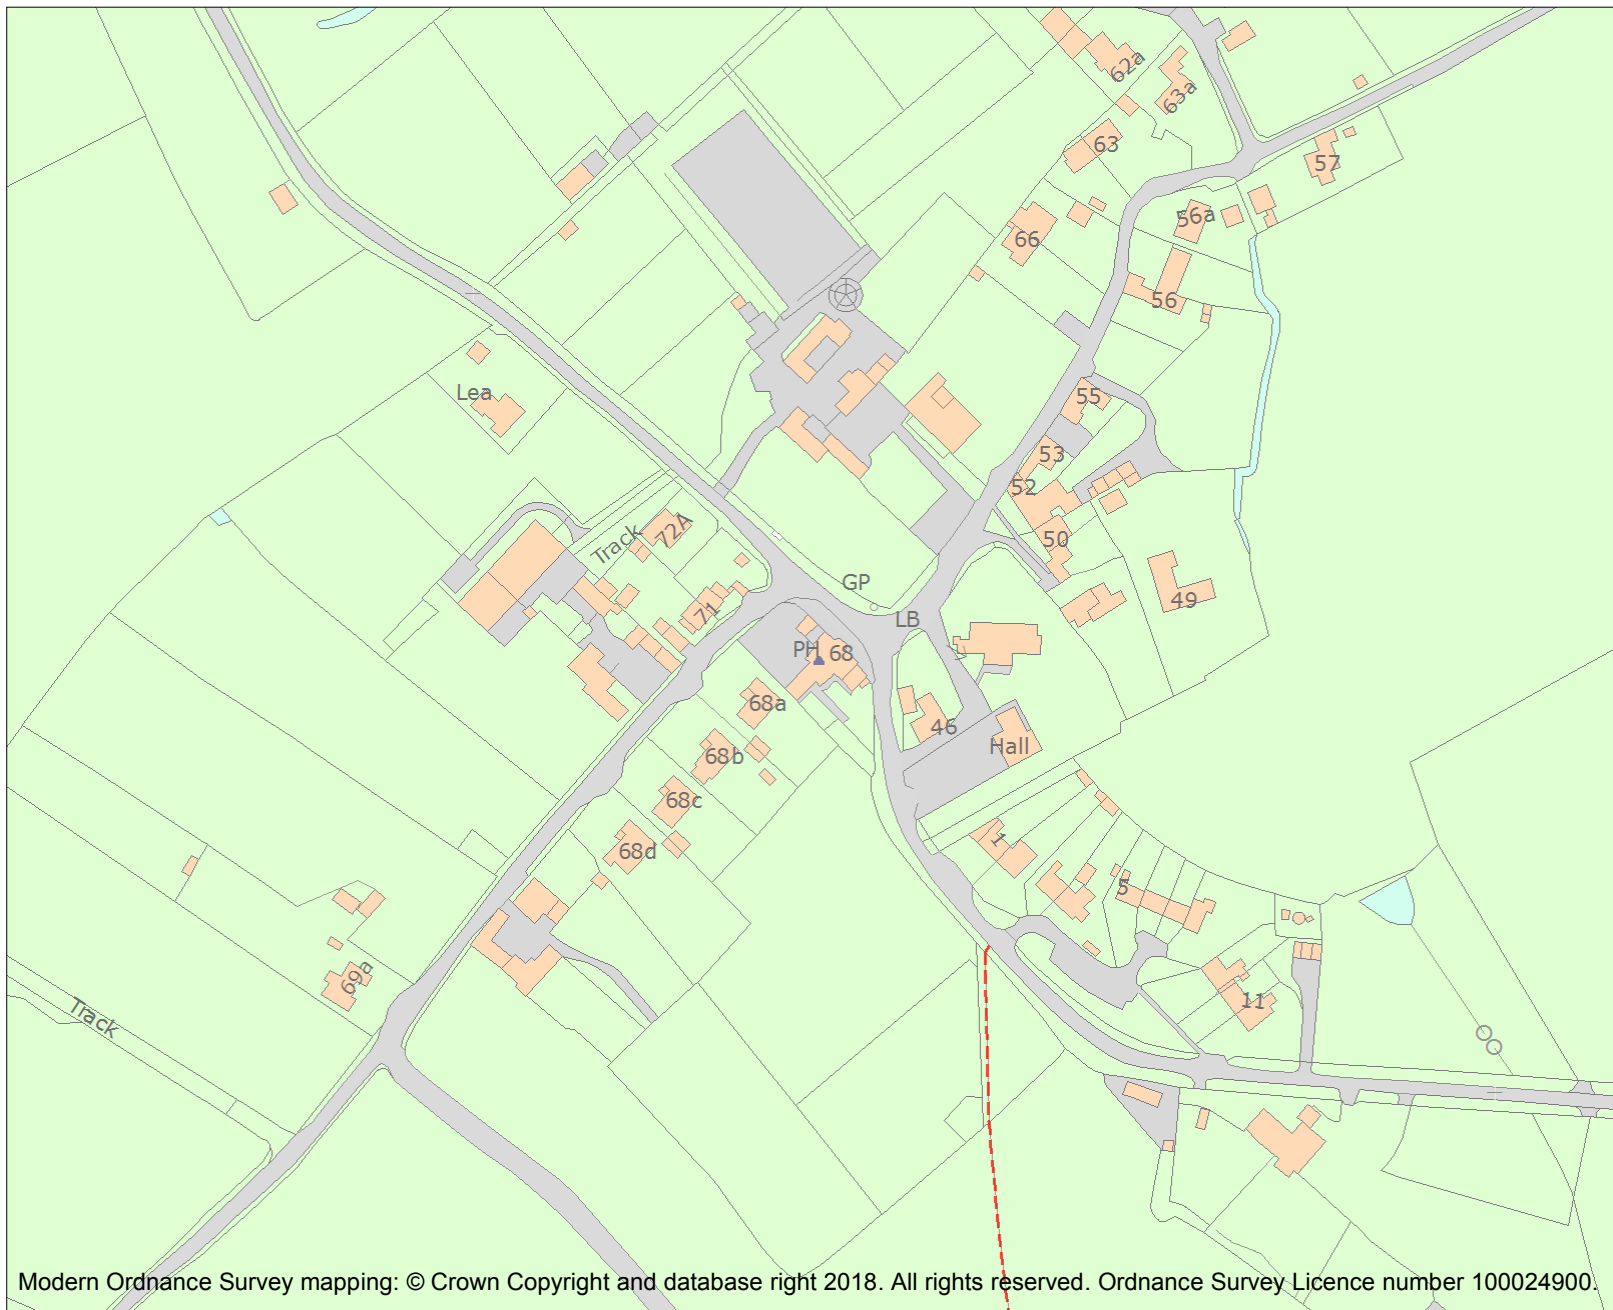 62a
63a
63
57
56a
66
56
Lea
55
53
52
50
72A
Track
GP
49
71
LB
PH
68
68a
46
Hall
68b
68c
1
68d
5
69a
11
Track
Modern Ordnance Survey mapping: © Crown Copyright and database right 2018. All rights reserved. Ordnance Survey Licence number 100024900.